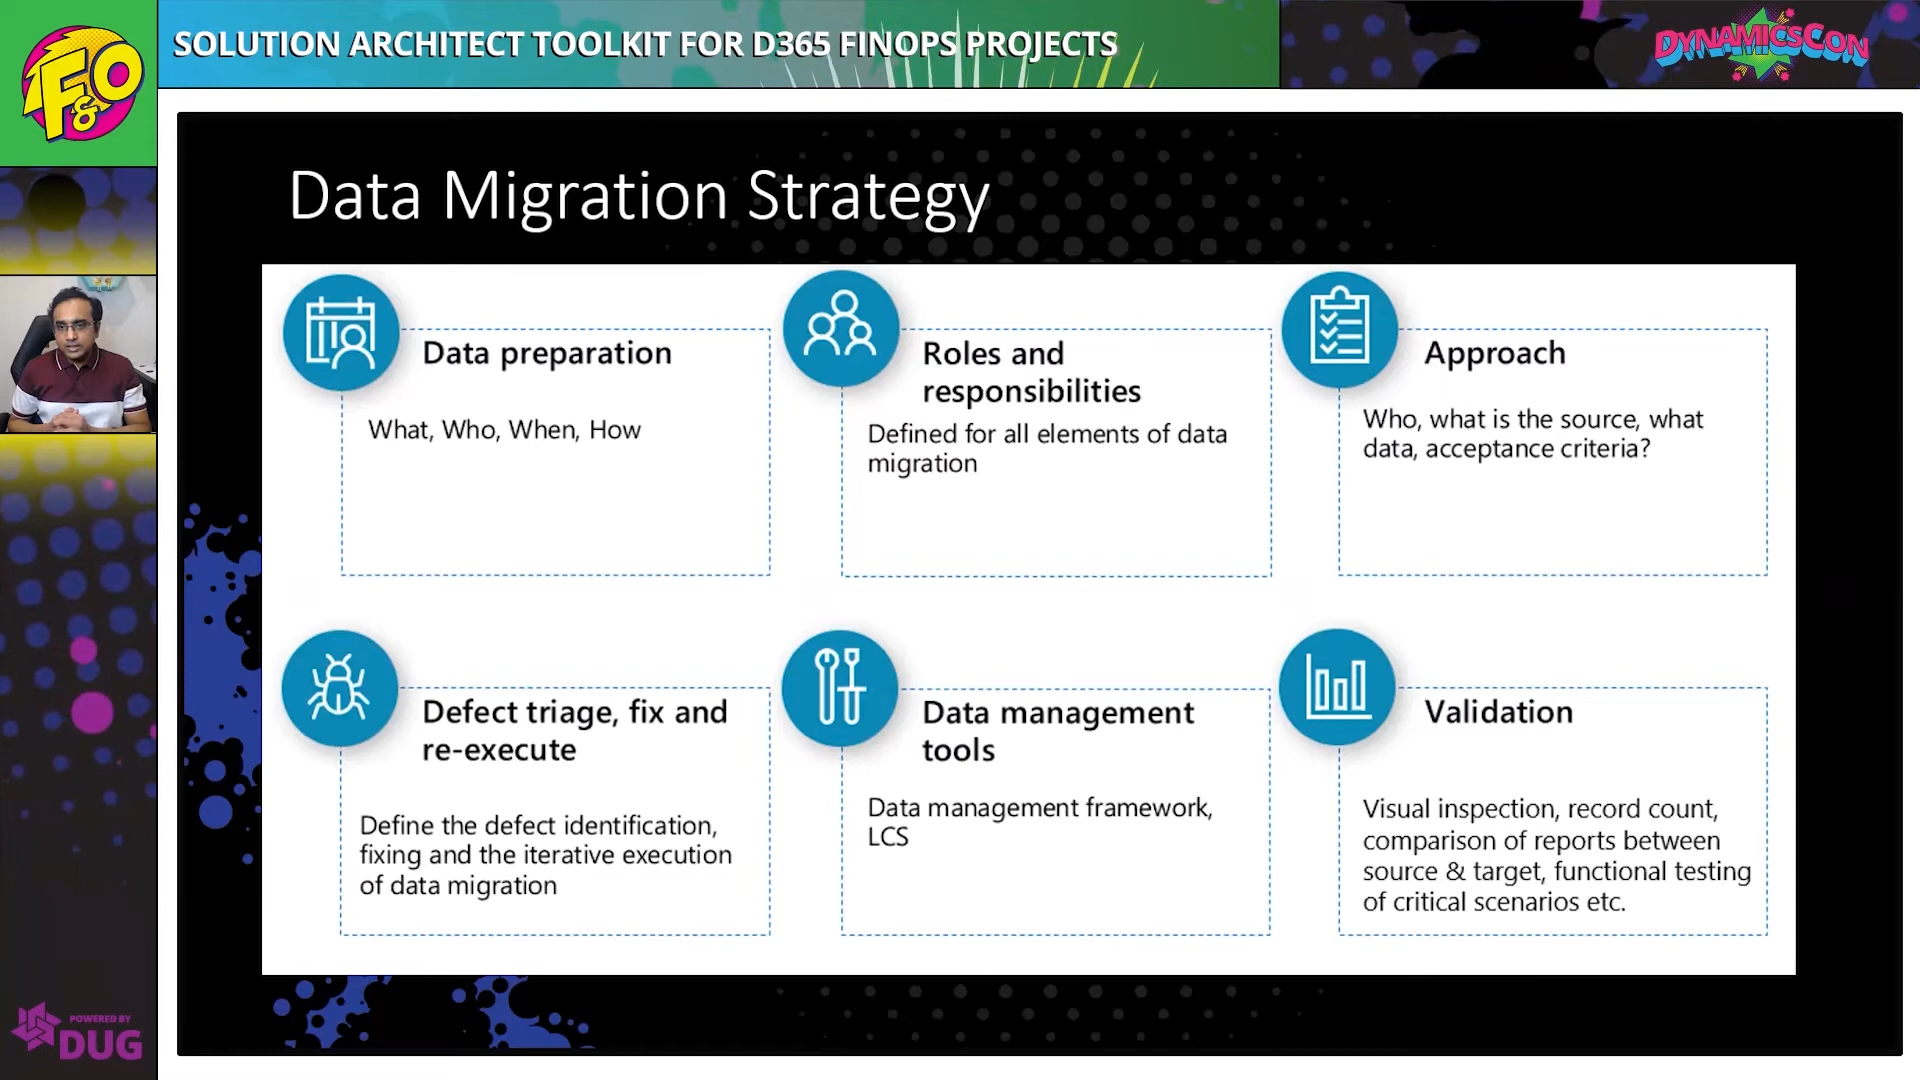 F&O
SOLUTION ARCHITECT TOOLKIT FOR D365 FINOPS PROJECTS
DYNAMICSCON
Data Migration Strategy
Data preparation
What, Who, When, How
Roles and
responsibilities
Defined for all elements of data
migration
Approach
Who, what is the source, what
data, acceptance criteria?
Defect triage, fix and
re-execute
Define the defect identification,
fixing and the iterative execution
of data migration
Data management
tools
Data management framework,
LCS
Validation
Visual inspection, record count,
comparison of reports between
source & target, functional testing
of critical scenarios etc.
POWERED BY
DUG